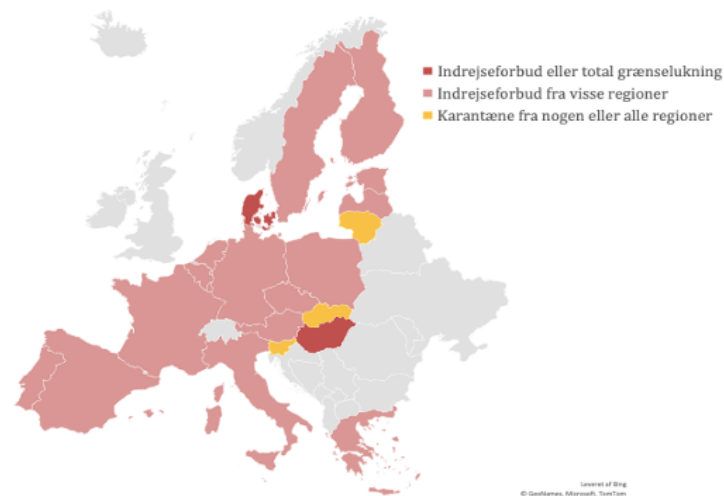 Indrejseforbud eller total grænselukning
Indrejseforbud fra visse regioner
Karantæne fra nogen eller alle regioner
Leveret af Bing
© GeoNames, Microsoft, TomTom